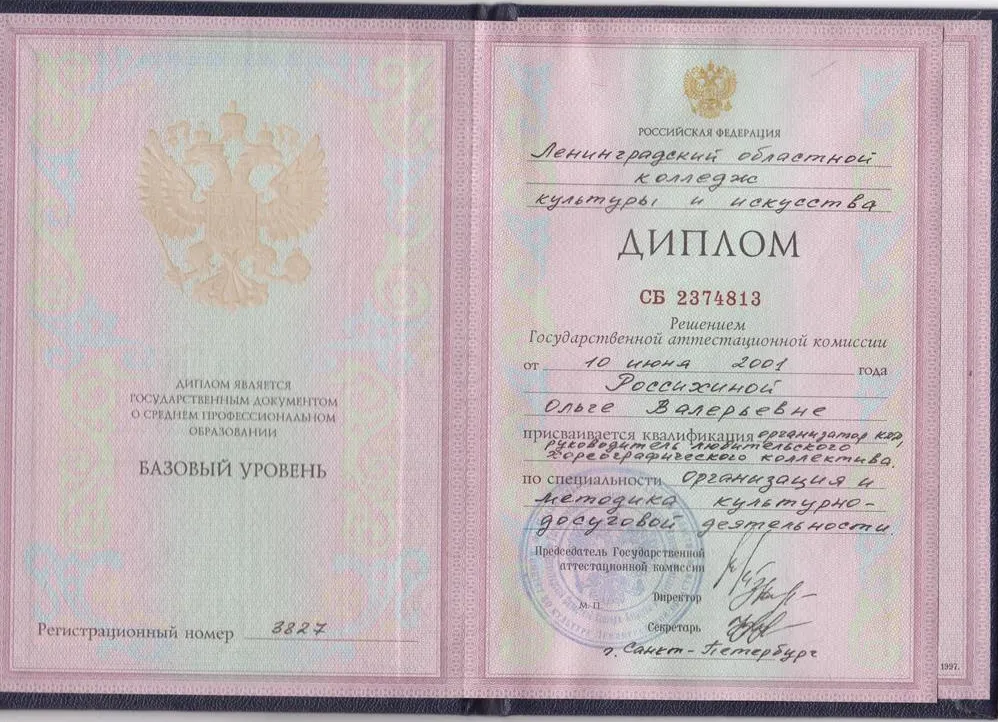 ДИПЛОМ ЯВЛЯЕТСЯ
ГОСУДАРСТВЕННЫМ ДОКУМЕНТОМ
О СРЕДНЕМ ПРОФЕССИОНАЛЬНОМ
ОБРАЗОВАНИИ
БАЗОВЫЙ УРОВЕНЬ
Регистрационный номер 3827
РОССИЙСКАЯ ФЕДЕРАЦИЯ
Ленинградский областной
колледж
культуры и искусства
ДИПЛОМ
СБ 2374813
Решением
Государственной аттестационной комиссии
от 10 июня 2001 года
Россихиной
Ольге Валерьевне
присваивается квалификация организатор КДД,
руководитель любительского
хореографического коллектива.
по специальности Организация и
методика культурно-
досуговой деятельности.
Председатель Государственной
аттестационной комиссии
Директор
М. П.
Секретарь
г. Санкт-Петербург
1997.